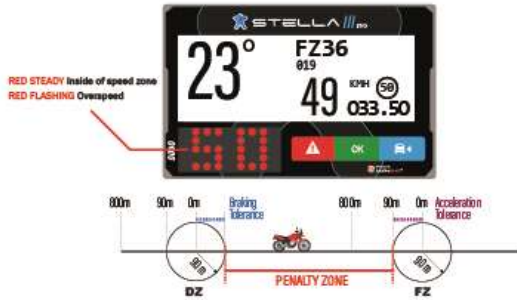 STELLA III EVO
23° FZ36
019
49 KMH 50
033.50
RED STEADY Inside of speed zone
RED FLASHING Overspeed
50
OK
800m 90m 0m Braking Tolerance 800m 90m 0m Acceleration Tolerance
90m 90m
PENALTY ZONE
DZ FZ